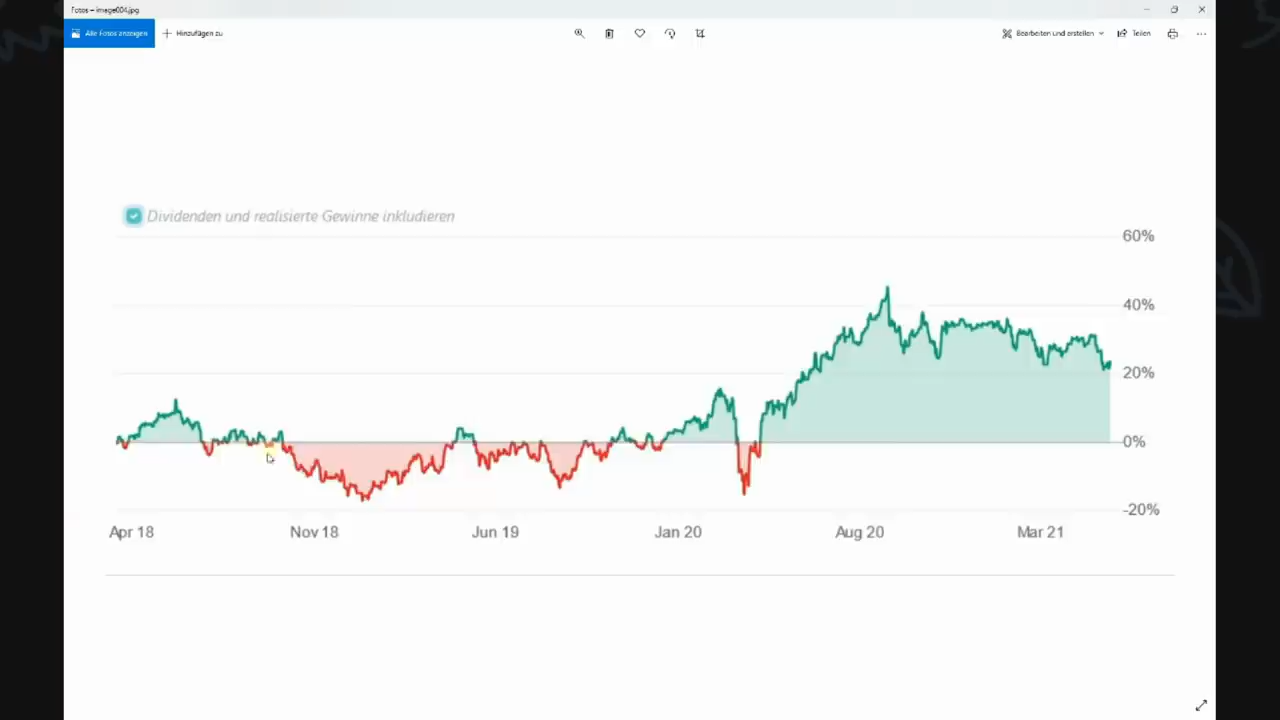 Fotos – image004.jpg
Alle Fotos anzeigen
Hinzufügen zu
Bearbeiten und erstellen
Teilen
Dividenden und realisierte Gewinne inkludieren
60%
40%
20%
0%
-20%
Apr 18 Nov 18 Jun 19 Jan 20 Aug 20 Mar 21